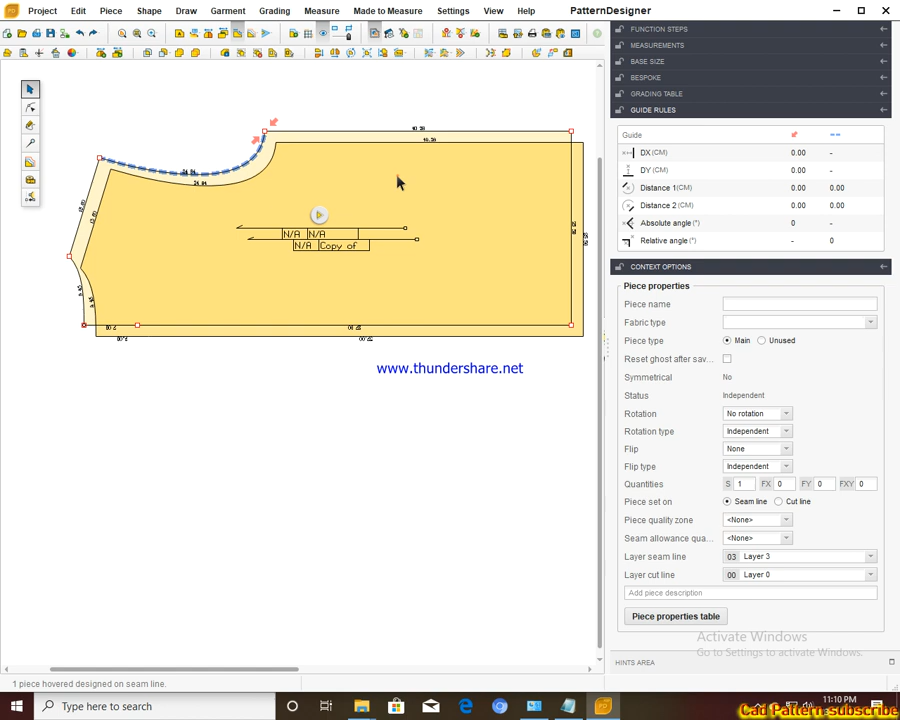 Project Edit Piece Shape Draw Garment Grading Measure Made to Measure Settings View Help PatternDesigner
FUNCTION STEPS
MEASUREMENTS
BASE SIZE
BESPOKE
GRADING TABLE
GUIDE RULES
Guide
DX (CM) 0.00 -
DY (CM) 0.00 -
Distance 1(CM) 0.00 0.00
Distance 2 (CM) 0.00 0.00
Absolute angle(°) 0 -
Relative angle(°) - 0
CONTEXT OPTIONS
Piece properties
Piece name
Fabric type
Piece type Main Unused
Reset ghost after sav...
Symmetrical No
Status Independent
Rotation No rotation
Rotation type Independent
Flip None
Flip type Independent
Quantities S 1 FX 0 FY 0 FXY 0
Piece set on Seam line Cut line
Piece quality zone <None>
Seam allowance qua... <None>
Layer seam line 03 Layer 3
Layer cut line 00 Layer 0
Add piece description
Piece properties table
Activate Windows
Go to Settings to activate Windows.
HINTS AREA
N/A N/A
N/A Copy of
www.thundershare.net
1 piece hovered designed on seam line.
Type here to search
11:10 PM
Cad Pattern subscribe